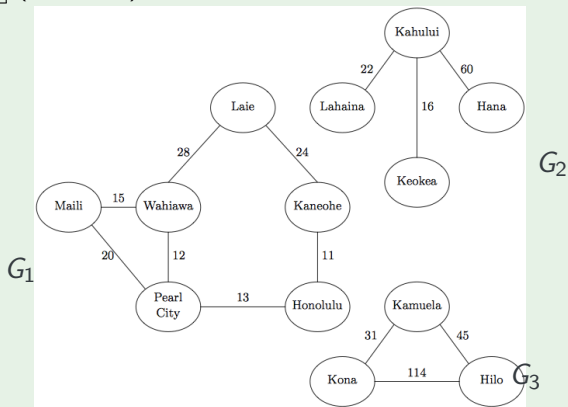 Kahului
22
60
Laie
Lahaina
16
Hana
28
24
G2
Keokea
Maili
15
Wahiawa
Kaneohe
20
12
11
G1
Pearl
City
13
Honolulu
Kamuela
31
45
Kona
114
Hilo
G3